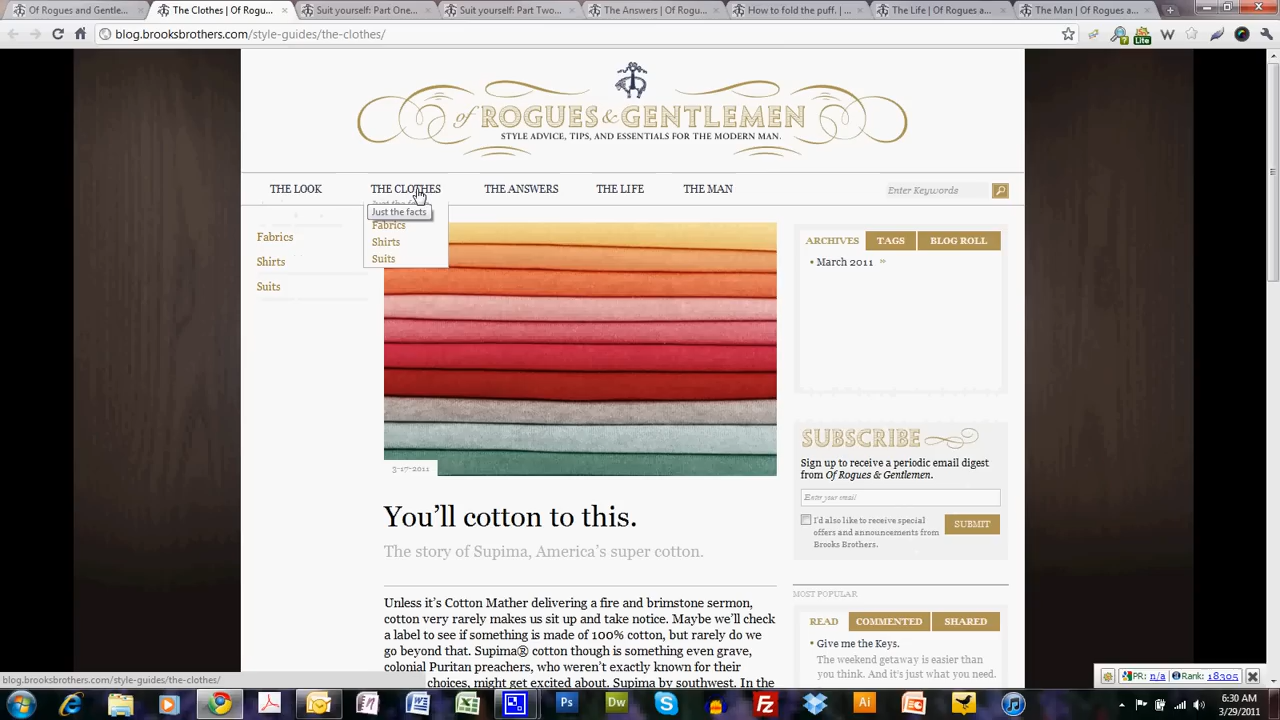 Of Rogues and Gentleme
The Clothes | Of Rogu
Suit yourself: Part One
Suit yourself: Part Two
The Answers | Of Rogu
How to fold the puff. |
The Life | Of Rogues a
The Man | Of Rogues a
blog.brooksbrothers.com/style-guides/the-clothes/
of ROGUES & GENTLEMEN
STYLE ADVICE, TIPS, AND ESSENTIALS FOR THE MODERN MAN.
THE LOOK
THE CLOTHES
THE ANSWERS
THE LIFE
THE MAN
Enter Keywords
Just the facts
Fabrics
Shirts
Suits
Fabrics
Shirts
Suits
3-17-2011
You'll cotton to this.
The story of Supima, America's super cotton.
Unless it's Cotton Mather delivering a fire and brimstone sermon,
cotton very rarely makes us sit up and take notice. Maybe we'll check
a label to see if something is made of 100% cotton, but rarely do we
go beyond that. Supima® cotton though is something even grave,
colonial Puritan preachers, who weren't exactly known for their
choices, might get excited about. Supima by southwest. In the
ARCHIVES
TAGS
BLOG ROLL
• March 2011 »
SUBSCRIBE
Sign up to receive a periodic email digest
from Of Rogues & Gentlemen.
Enter your email
I'd also like to receive special
offers and announcements from
Brooks Brothers.
SUBMIT
MOST POPULAR
READ
COMMENTED
SHARED
• Give me the Keys.
The weekend getaway is easier than
you think. And it's just what you need.
blog.brooksbrothers.com/style-guides/the-clothes/
PR: n/a
Rank: 18305
6:30 AM
3/29/2011